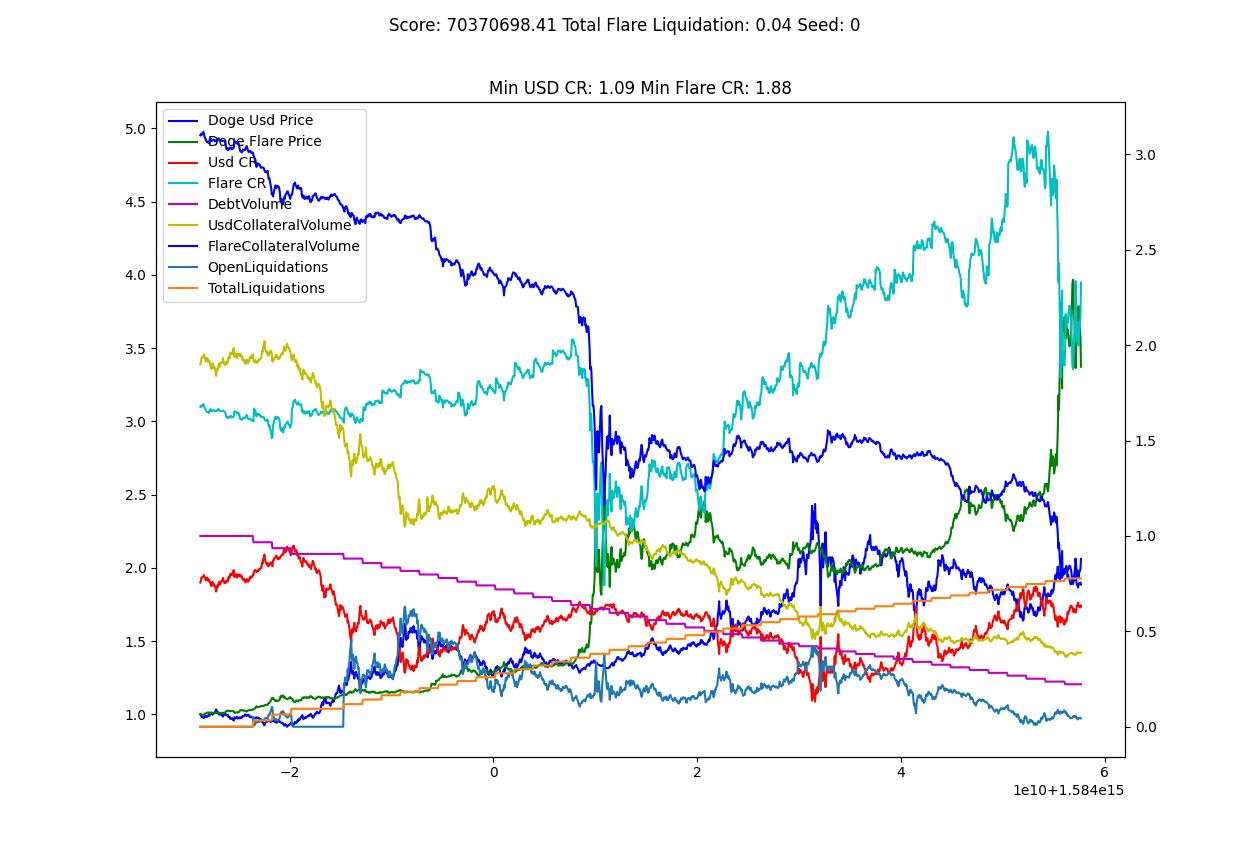 Score: 70370698.41 Total Flare Liquidation: 0.04 Seed: 0
Min USD CR: 1.09 Min Flare CR: 1.88
Doge Usd Price
Doge Flare Price
Usd CR
Flare CR
DebtVolume
UsdCollateralVolume
FlareCollateralVolume
OpenLiquidations
TotalLiquidations
5.0
4.5
4.0
3.5
3.0
2.5
2.0
1.5
1.0
3.0
2.5
2.0
1.5
1.0
0.5
0.0
−2
0
2
4
6
1e10+1.584e15